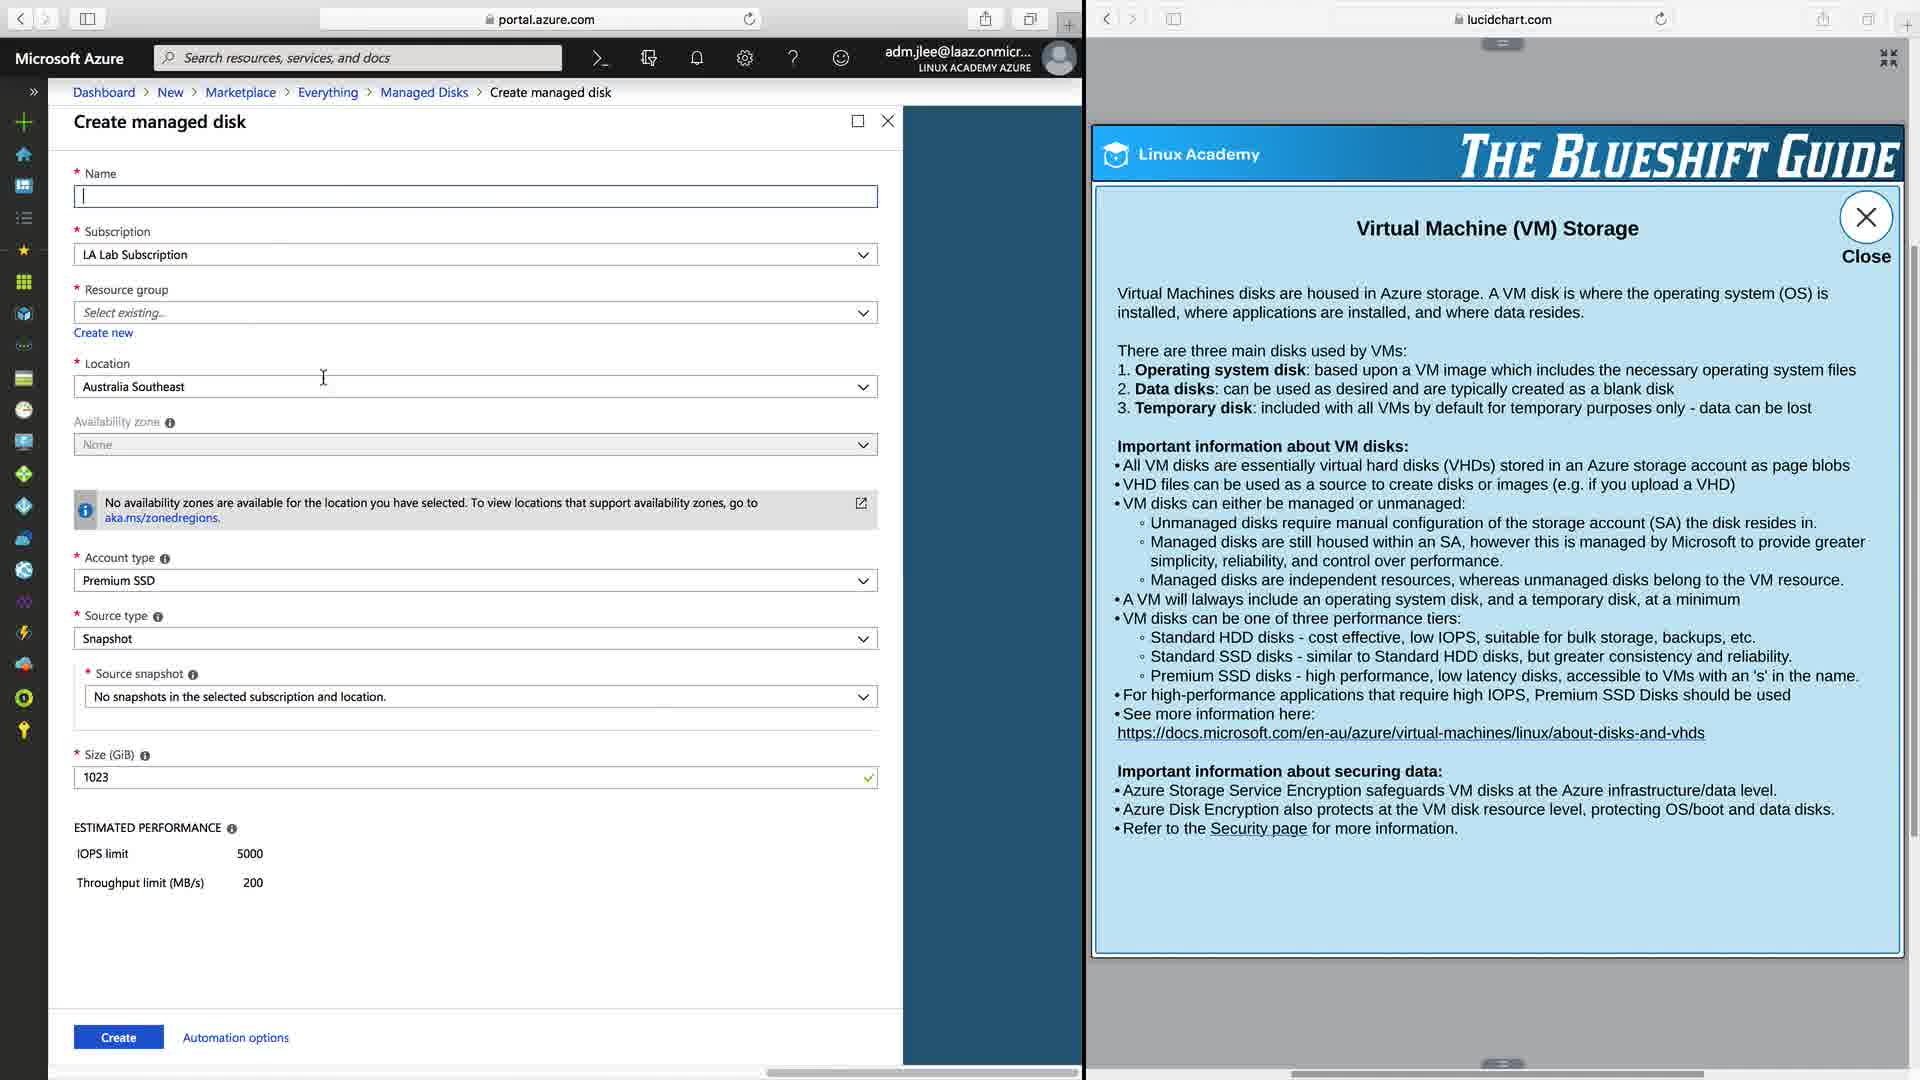 portal.azure.com
Microsoft Azure
Search resources, services, and docs
adm.jlee@laaz.onmicr...
LINUX ACADEMY AZURE
Dashboard > New > Marketplace > Everything > Managed Disks > Create managed disk
Create managed disk
* Name
* Subscription
LA Lab Subscription
* Resource group
Select existing...
Create new
* Location
Australia Southeast
Availability zone
None
No availability zones are available for the location you have selected. To view locations that support availability zones, go to
aka.ms/zonedregions.
* Account type
Premium SSD
* Source type
Snapshot
* Source snapshot
No snapshots in the selected subscription and location.
* Size (GiB)
1023
ESTIMATED PERFORMANCE
IOPS limit 5000
Throughput limit (MB/s) 200
Create Automation options
lucidchart.com
Linux Academy
THE BLUESHIFT GUIDE
Virtual Machine (VM) Storage
Close
Virtual Machines disks are housed in Azure storage. A VM disk is where the operating system (OS) is
installed, where applications are installed, and where data resides.
There are three main disks used by VMs:
1. Operating system disk: based upon a VM image which includes the necessary operating system files
2. Data disks: can be used as desired and are typically created as a blank disk
3. Temporary disk: included with all VMs by default for temporary purposes only - data can be lost
Important information about VM disks:
• All VM disks are essentially virtual hard disks (VHDs) stored in an Azure storage account as page blobs
• VHD files can be used as a source to create disks or images (e.g. if you upload a VHD)
• VM disks can either be managed or unmanaged:
◦ Unmanaged disks require manual configuration of the storage account (SA) the disk resides in.
◦ Managed disks are still housed within an SA, however this is managed by Microsoft to provide greater
simplicity, reliability, and control over performance.
◦ Managed disks are independent resources, whereas unmanaged disks belong to the VM resource.
• A VM will lalways include an operating system disk, and a temporary disk, at a minimum
• VM disks can be one of three performance tiers:
◦ Standard HDD disks - cost effective, low IOPS, suitable for bulk storage, backups, etc.
◦ Standard SSD disks - similar to Standard HDD disks, but greater consistency and reliability.
◦ Premium SSD disks - high performance, low latency disks, accessible to VMs with an 's' in the name.
• For high-performance applications that require high IOPS, Premium SSD Disks should be used
• See more information here:
https://docs.microsoft.com/en-au/azure/virtual-machines/linux/about-disks-and-vhds
Important information about securing data:
• Azure Storage Service Encryption safeguards VM disks at the Azure infrastructure/data level.
• Azure Disk Encryption also protects at the VM disk resource level, protecting OS/boot and data disks.
• Refer to the Security page for more information.